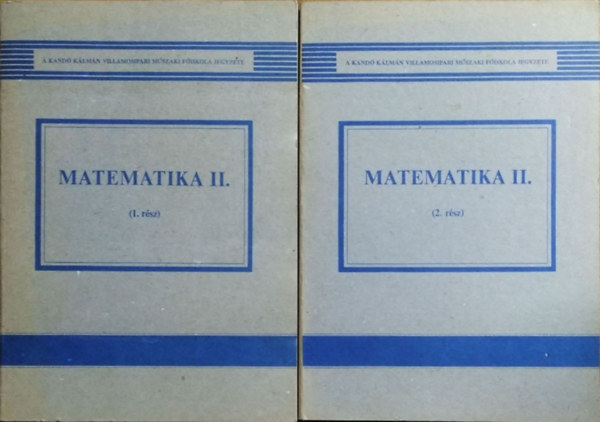 A KANDÓ KÁLMÁN VILLAMOSIPARI MŰSZAKI FŐISKOLA JEGYZETE
MATEMATIKA II.
(1. rész)
A KANDÓ KÁLMÁN VILLAMOSIPARI MŰSZAKI FŐISKOLA JEGYZETE
MATEMATIKA II.
(2. rész)